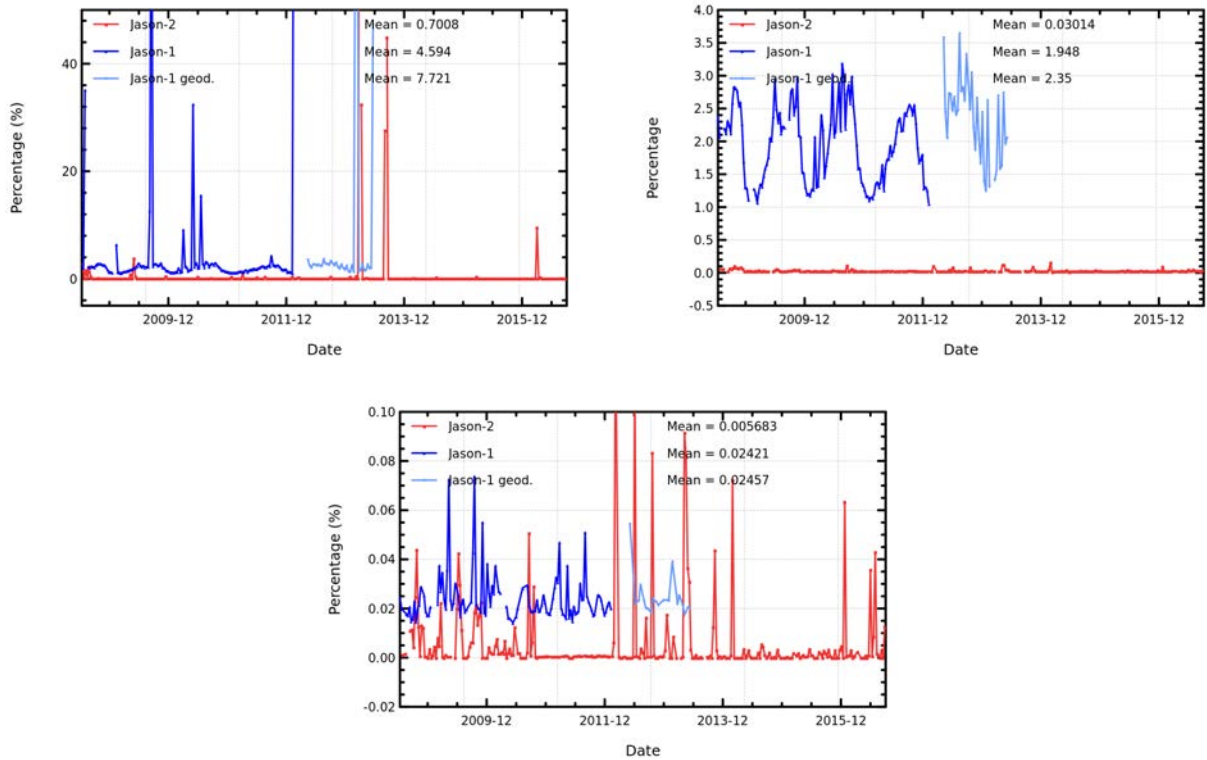 Jason-2 Mean = 0.7008
Jason-1 Mean = 4.594
Jason-1 geod. Mean = 7.721
40
20
0
Percentage (%)
2009-12 2011-12 2013-12 2015-12
Date
Jason-2 Mean = 0.03014
Jason-1 Mean = 1.948
Jason-1 geod. Mean = 2.35
4.0
3.5
3.0
2.5
2.0
1.5
1.0
0.5
0.0
-0.5
Percentage
2009-12 2011-12 2013-12 2015-12
Date
Jason-2 Mean = 0.005683
Jason-1 Mean = 0.02421
Jason-1 geod. Mean = 0.02457
0.10
0.08
0.06
0.04
0.02
0.00
-0.02
Percentage (%)
2009-12 2011-12 2013-12 2015-12
Date